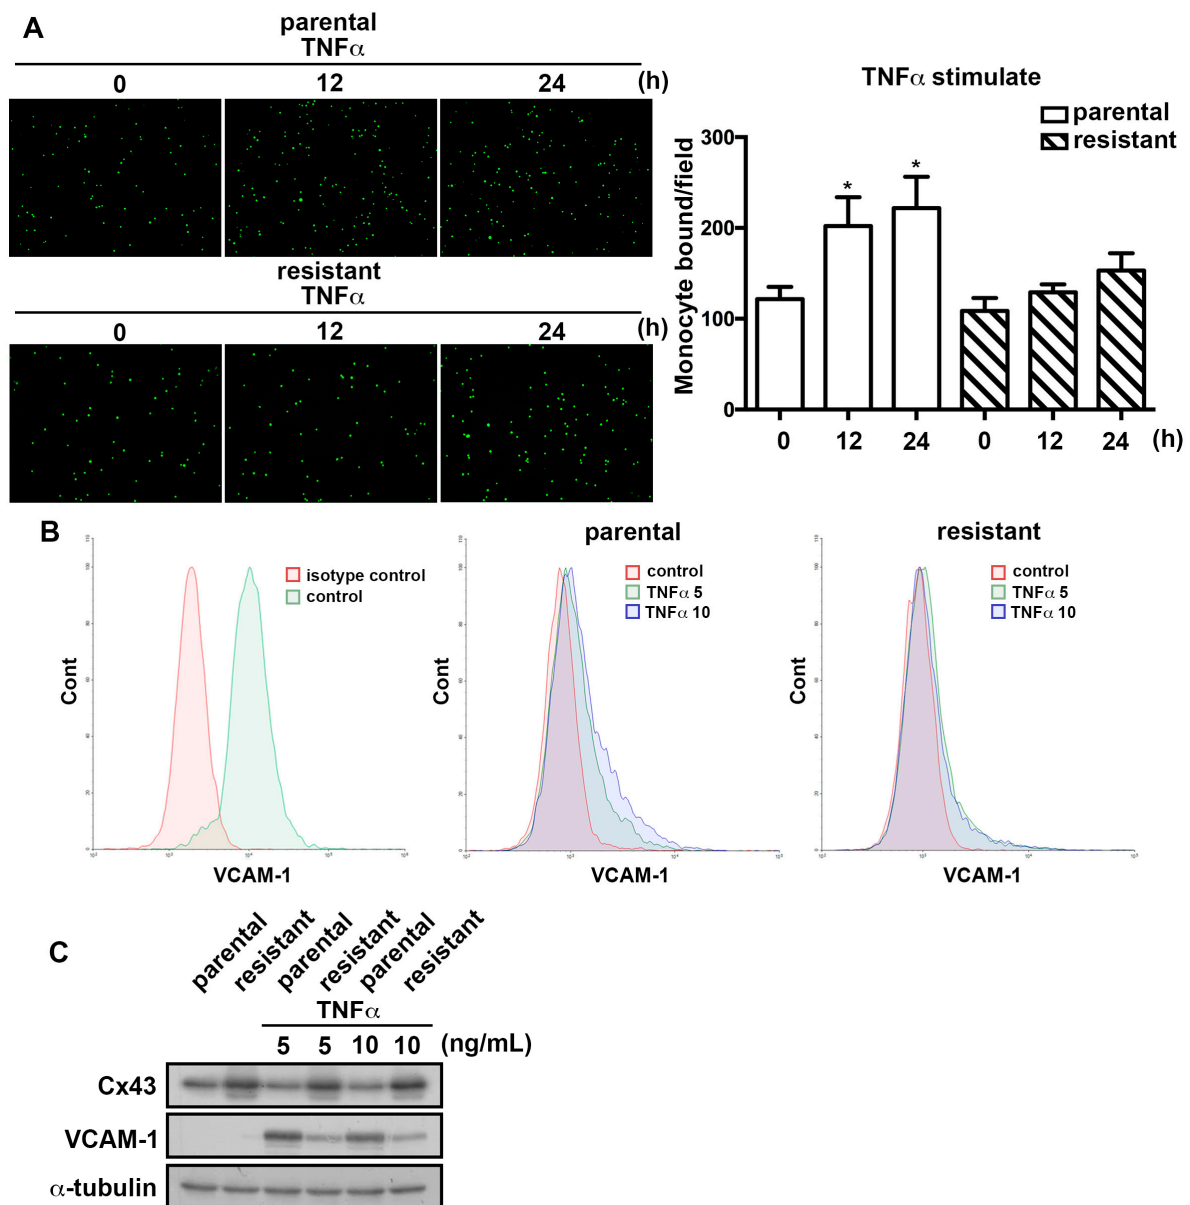 A
parental
TNFα
0 12 24 (h)
resistant
TNFα
0 12 24 (h)
TNFα stimulate
parental
resistant
Monocyte bound/field
300
200
100
0
* *
0 12 24 0 12 24 (h)
B
isotype control
control
Cont
VCAM-1
parental
control
TNFα 5
TNFα 10
Cont
VCAM-1
resistant
control
TNFα 5
TNFα 10
Cont
VCAM-1
C
parental resistant parental resistant parental resistant
TNFα
5 5 10 10 (ng/mL)
Cx43
VCAM-1
α-tubulin